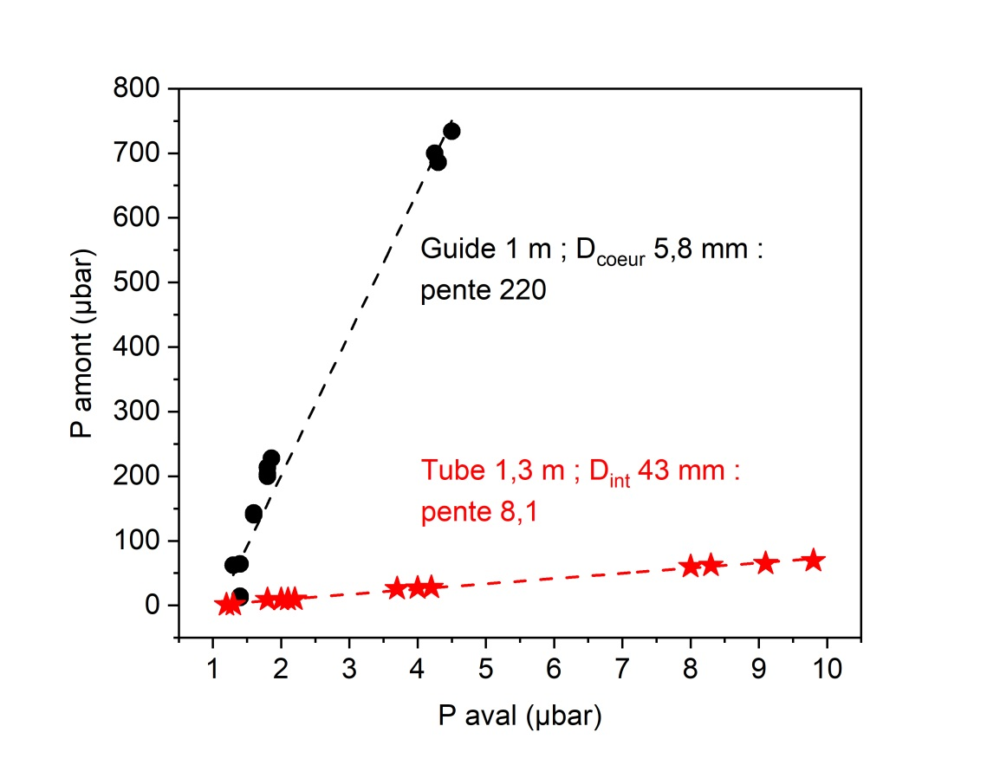 800
700
600
500
400
300
200
100
0
P amont (µbar)
Guide 1 m ; Dcoeur 5,8 mm :
pente 220
Tube 1,3 m ; Dint 43 mm :
pente 8,1
1 2 3 4 5 6 7 8 9 10
P aval (µbar)